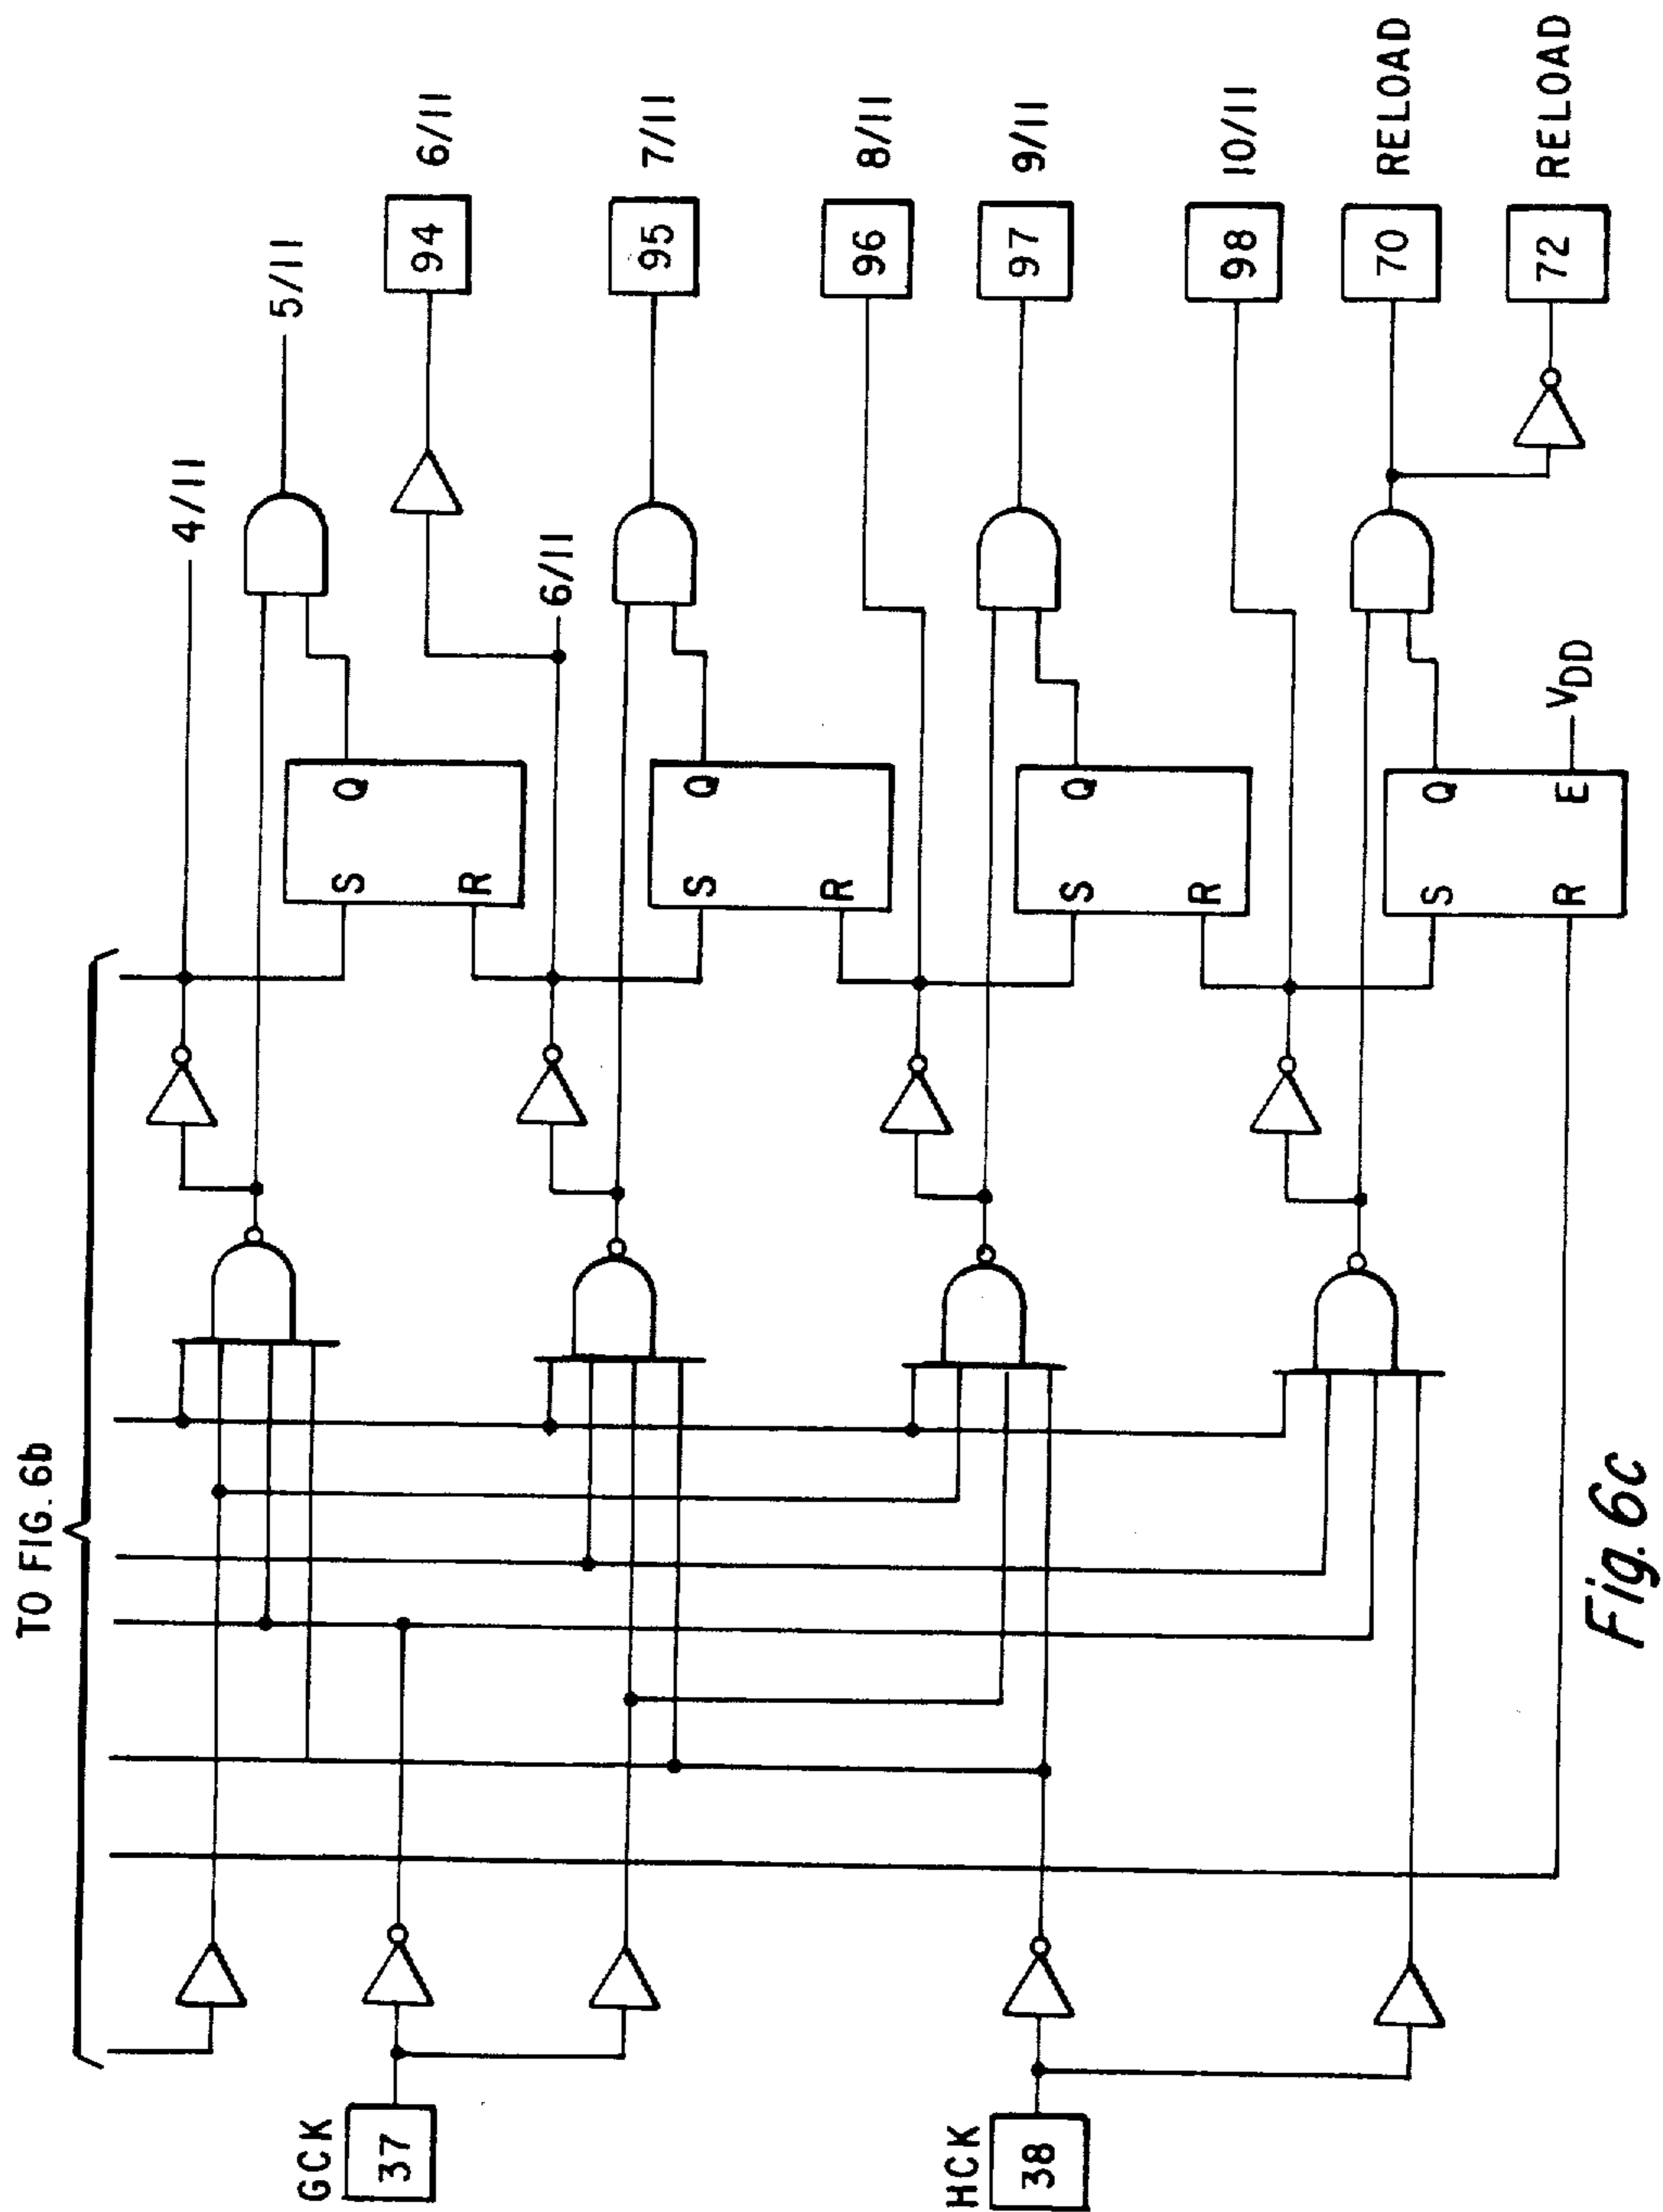 TO FIG. 6b
GCK
37
HCK
38
4/11
5/11
S
Q
R
6/11
94
6/11
S
Q
R
95
7/11
96
8/11
S
Q
R
97
9/11
98
10/11
S
Q
R
E
VDD
70
RELOAD
72
RELOAD
Fig. 6c